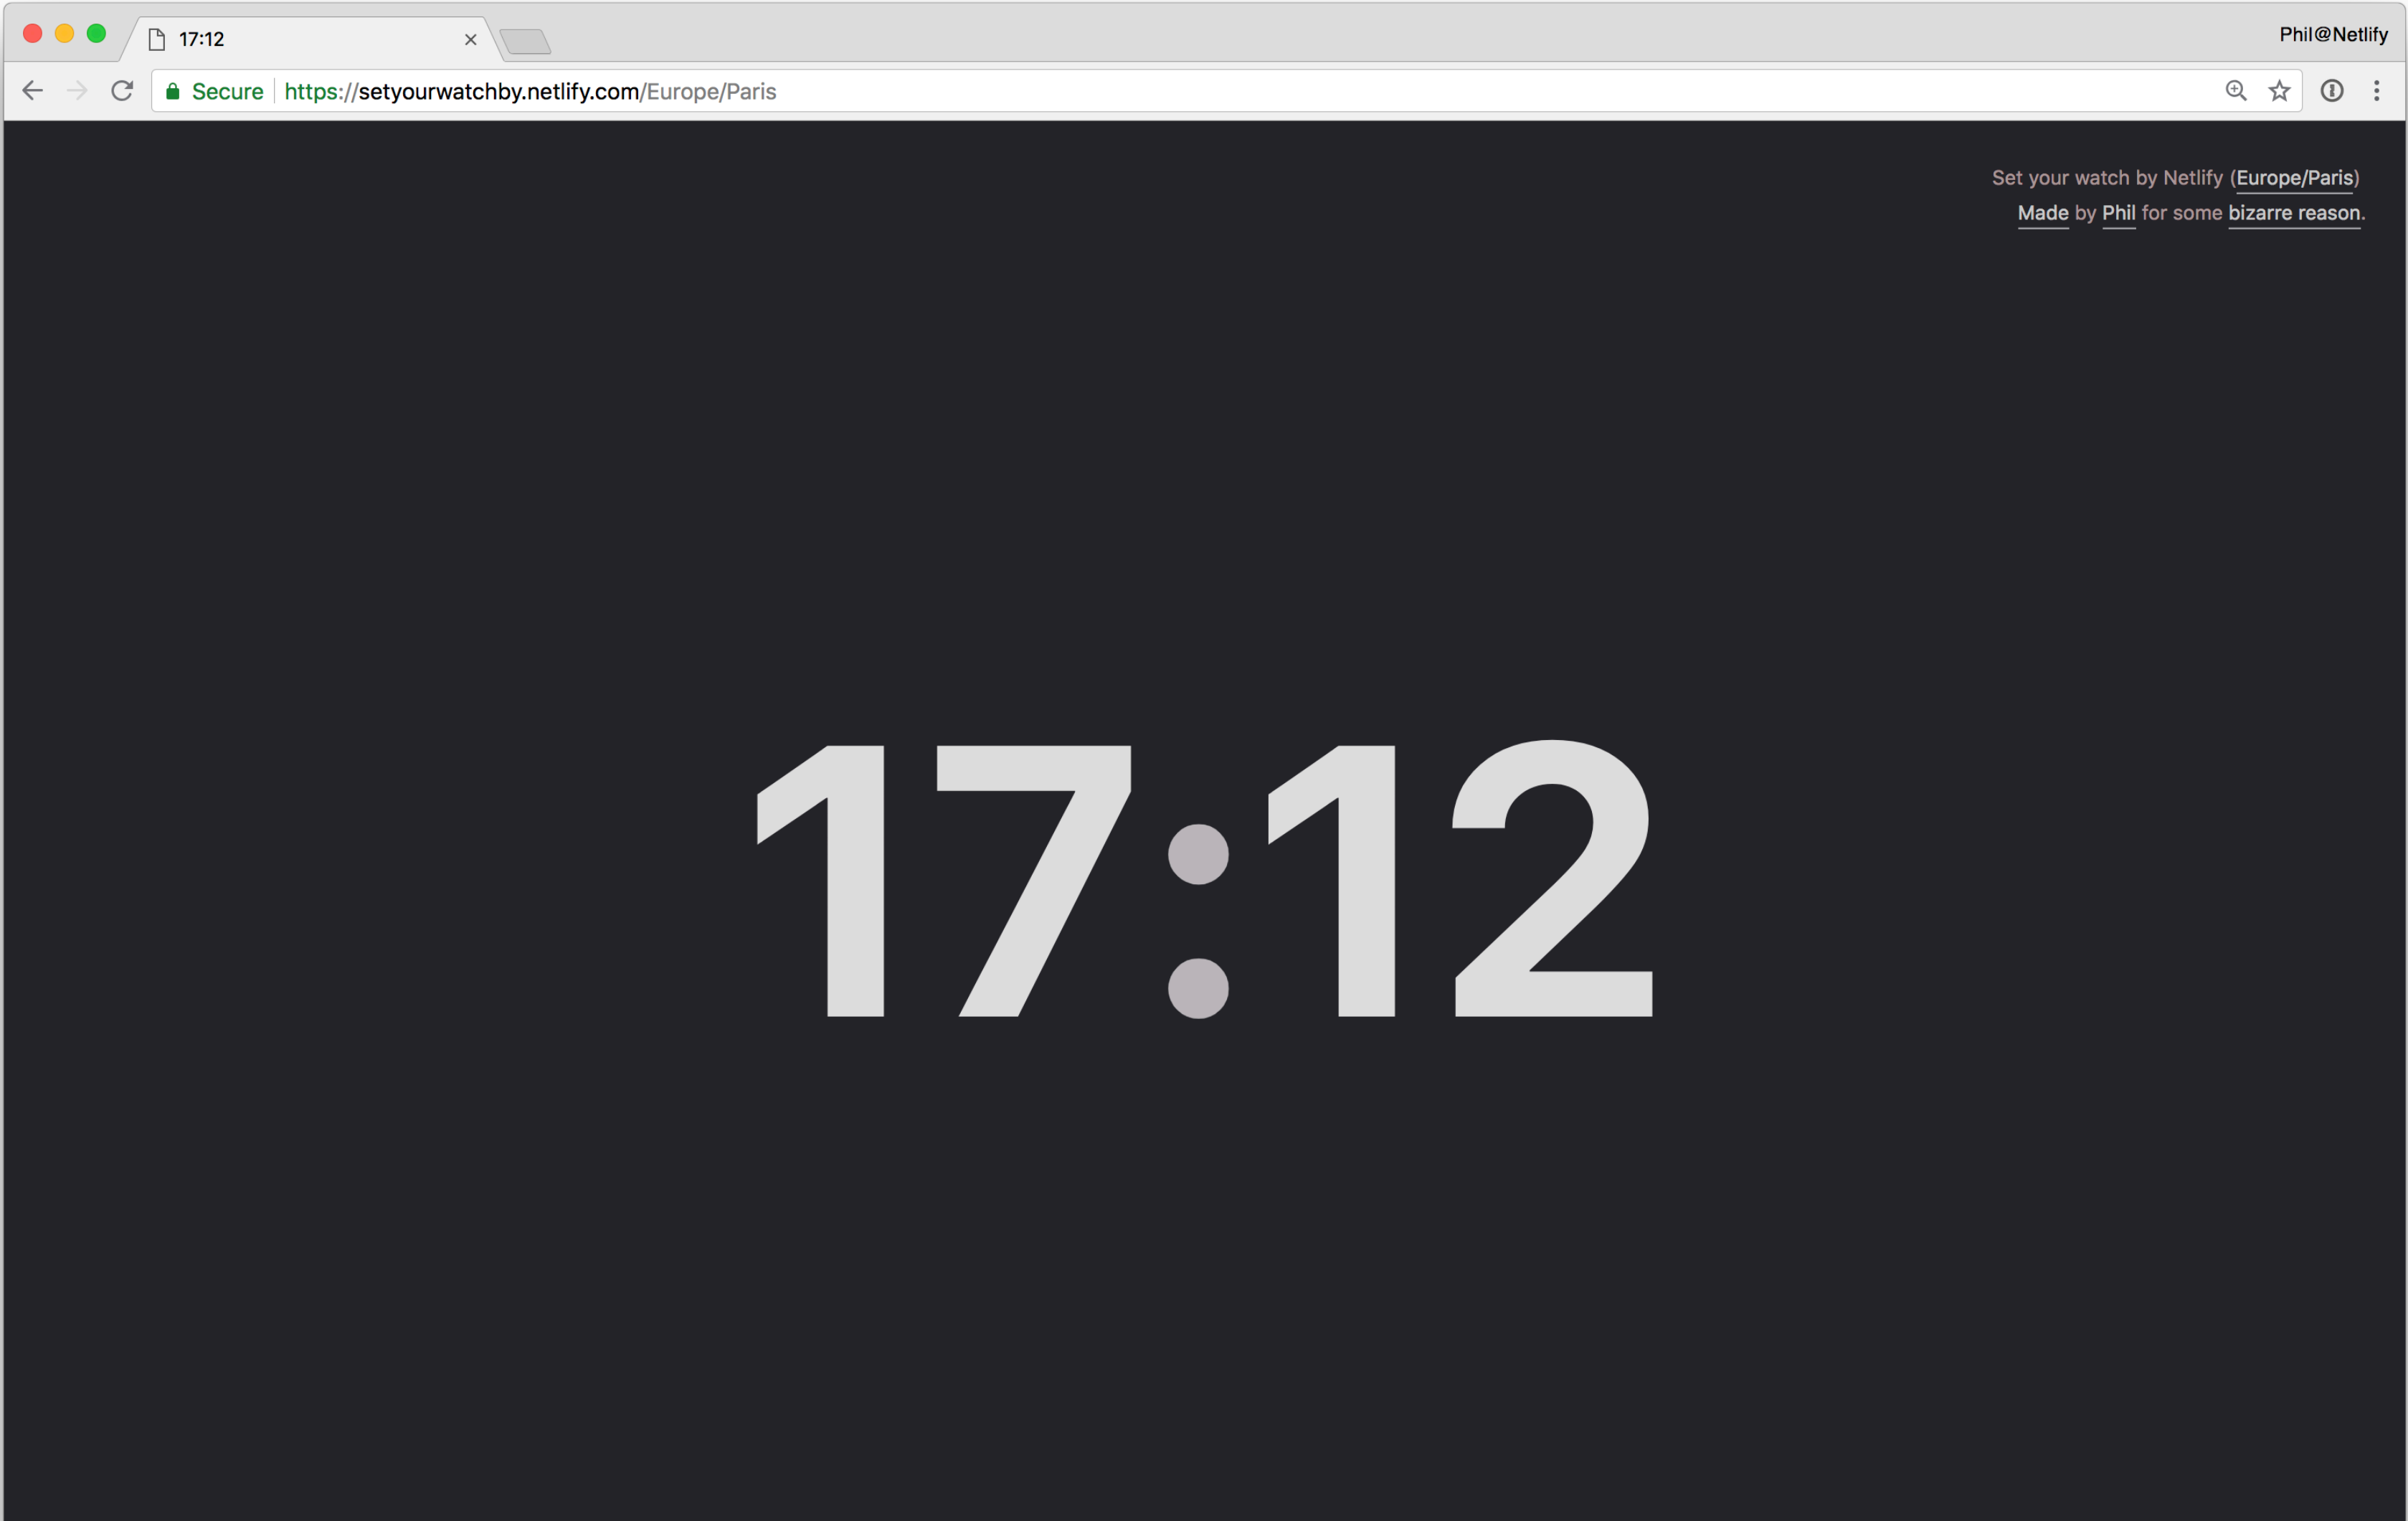 17:12
Phil@Netlify
Secure https://setyourwatchby.netlify.com/Europe/Paris
Set your watch by Netlify (Europe/Paris)
Made by Phil for some bizarre reason.
17:12